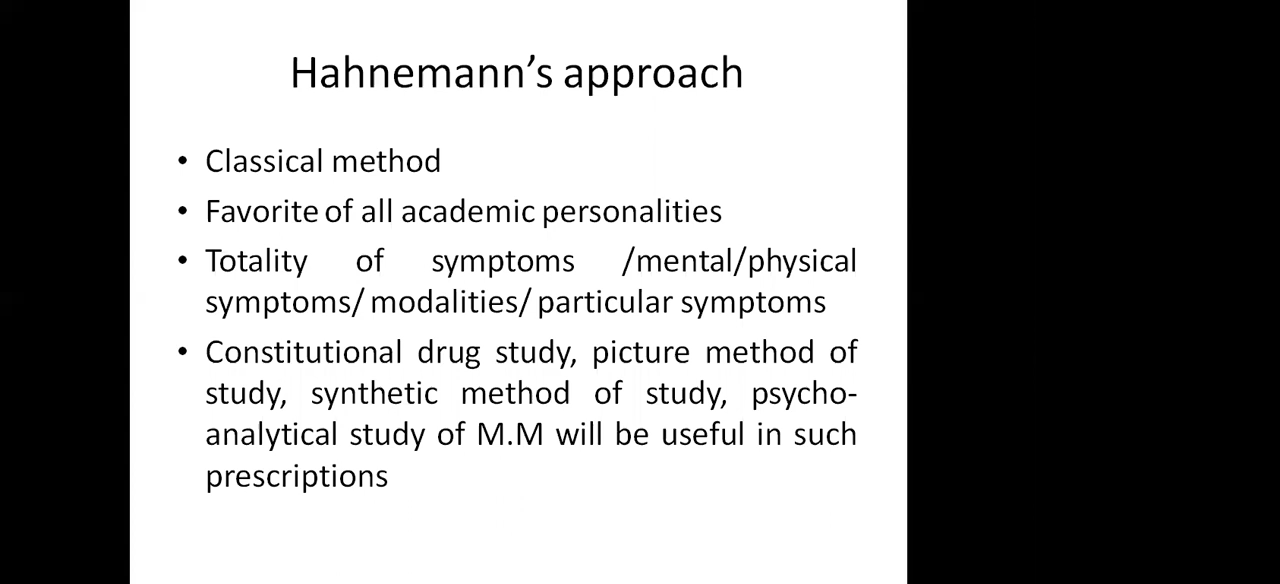 Hahnemann’s approach
• Classical method
• Favorite of all academic personalities
• Totality of symptoms /mental/physical
symptoms/ modalities/ particular symptoms
• Constitutional drug study, picture method of
study, synthetic method of study, psycho-
analytical study of M.M will be useful in such
prescriptions